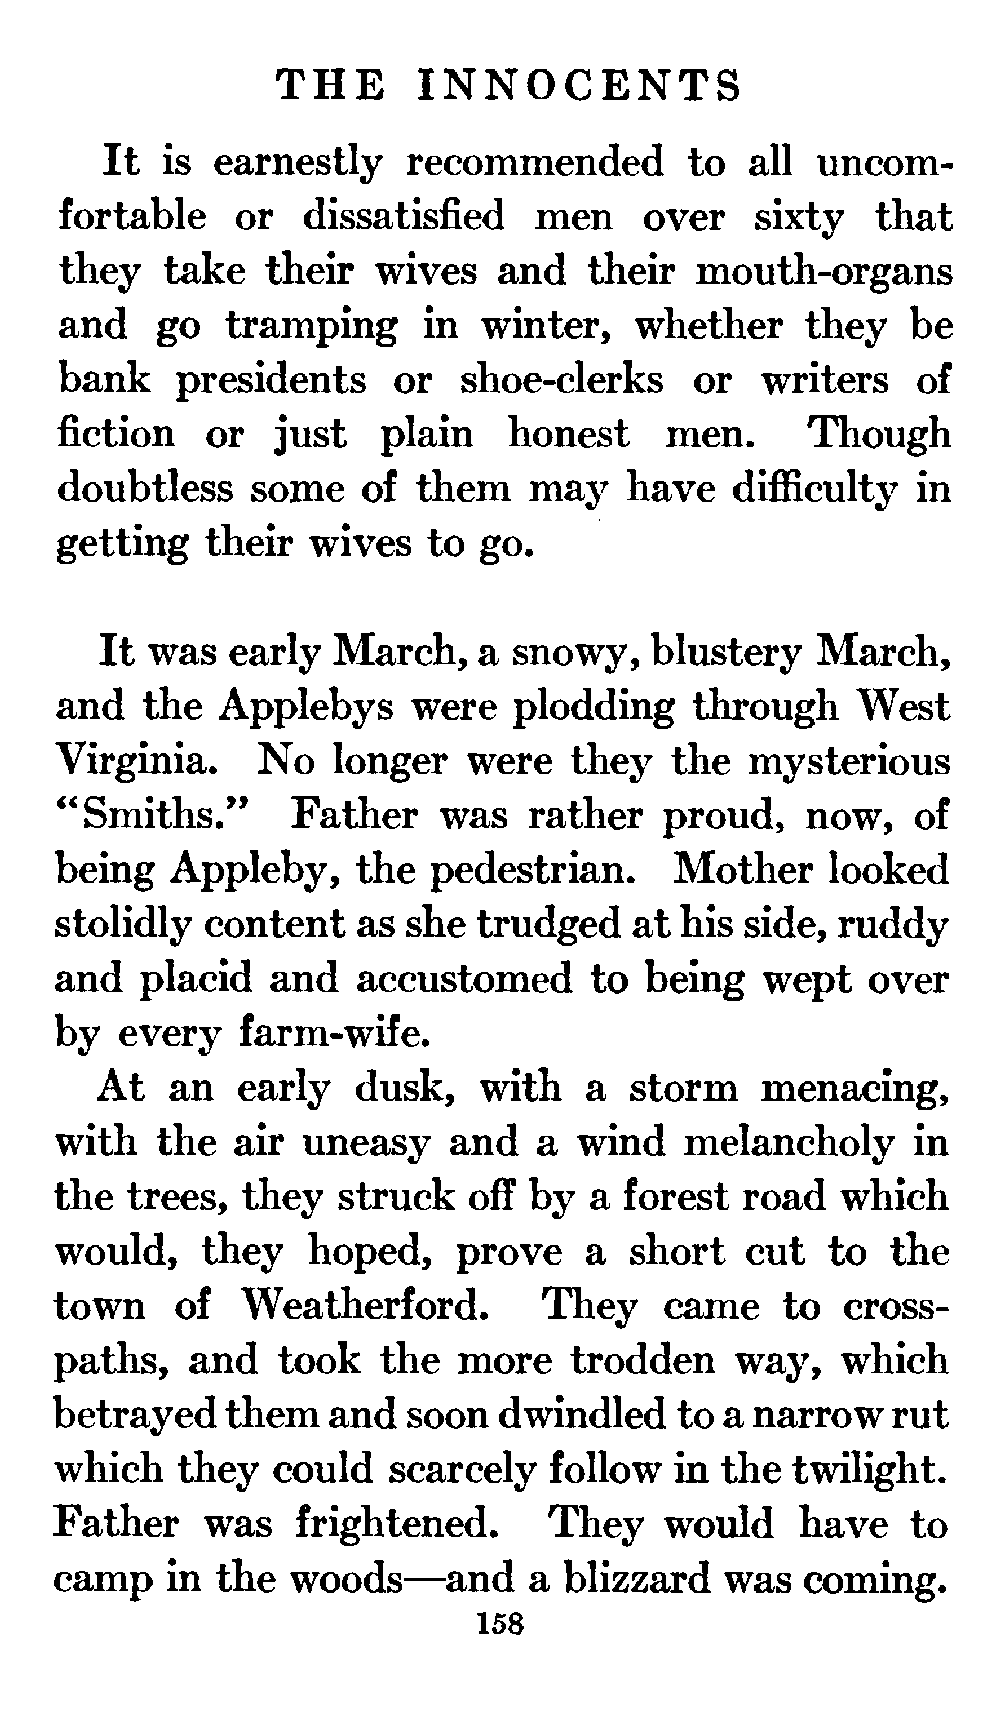 THE INNOCENTS
It is earnestly recommended to all uncom-
fortable or dissatisfied men over sixty that
they take their wives and their mouth-organs
and go tramping in winter, whether they be
bank presidents or shoe-clerks or writers of
fiction or just plain honest men. Though
doubtless some of them may have difficulty in
getting their wives to go.
It was early March, a snowy, blustery March,
and the Applebys were plodding through West
Virginia. No longer were they the mysterious
“Smiths.” Father was rather proud, now, of
being Appleby, the pedestrian. Mother looked
stolidly content as she trudged at his side, ruddy
and placid and accustomed to being wept over
by every farm-wife.
At an early dusk, with a storm menacing,
with the air uneasy and a wind melancholy in
the trees, they struck off by a forest road which
would, they hoped, prove a short cut to the
town of Weatherford. They came to cross-
paths, and took the more trodden way, which
betrayed them and soon dwindled to a narrow rut
which they could scarcely follow in the twilight.
Father was frightened. They would have to
camp in the woods—and a blizzard was coming.
158